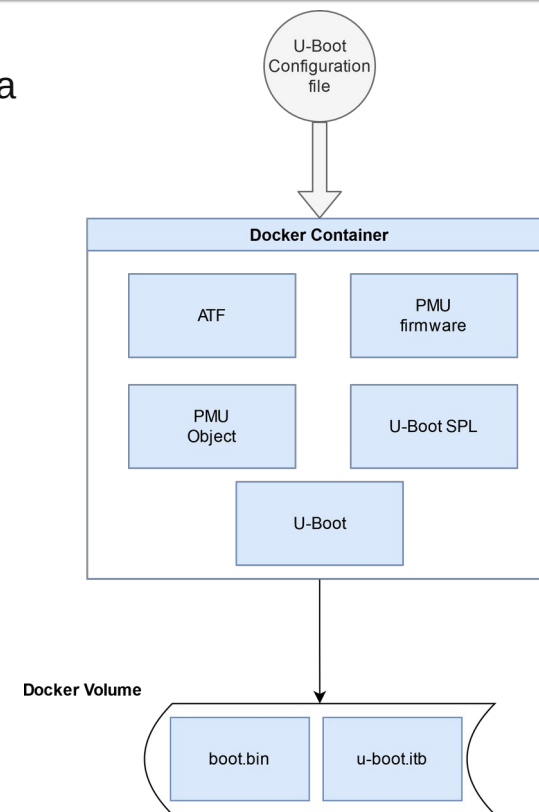 a
U-Boot
Configuration
file
Docker Container
ATF
PMU
firmware
PMU
Object
U-Boot SPL
U-Boot
Docker Volume
boot.bin
u-boot.itb